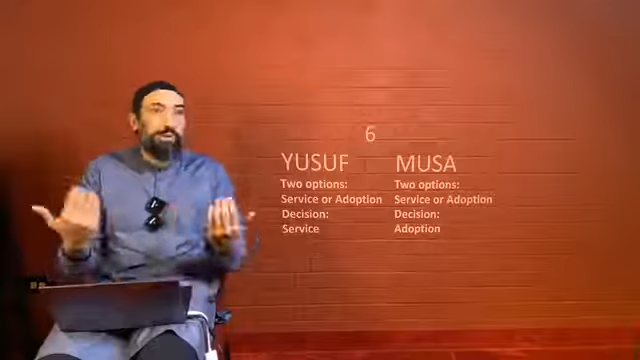 6
YUSUF
Two options:
Service or Adoption
Decision:
Service
MUSA
Two options:
Service or Adoption
Decision:
Adoption